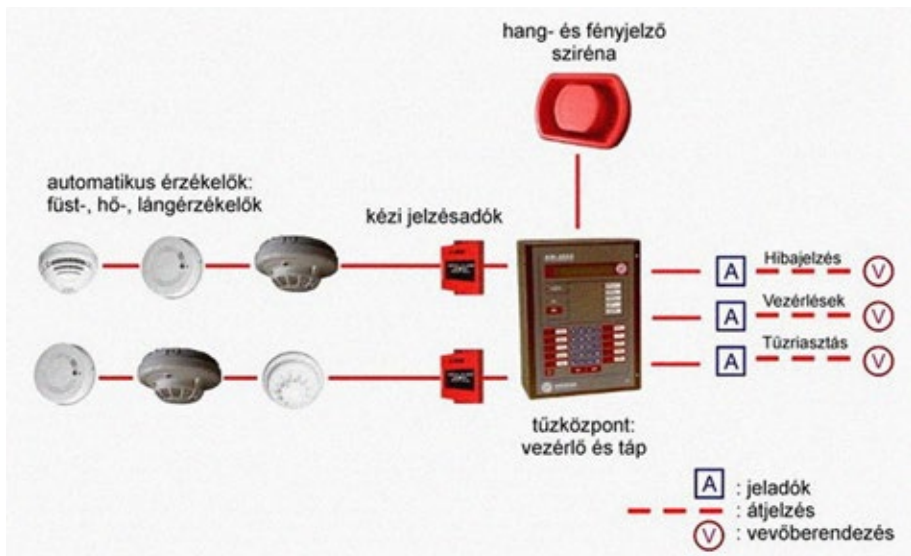 hang- és fényjelző
sziréna
automatikus érzékelők:
füst-, hő-, lángérzékelők
kézi jelzésadók
A
Hibajelzés
V
A
Vezérlések
V
A
Tűzriasztás
V
tűzközpont:
vezérlő és táp
A : jeladók
: átjelzés
V : vevőberendezés